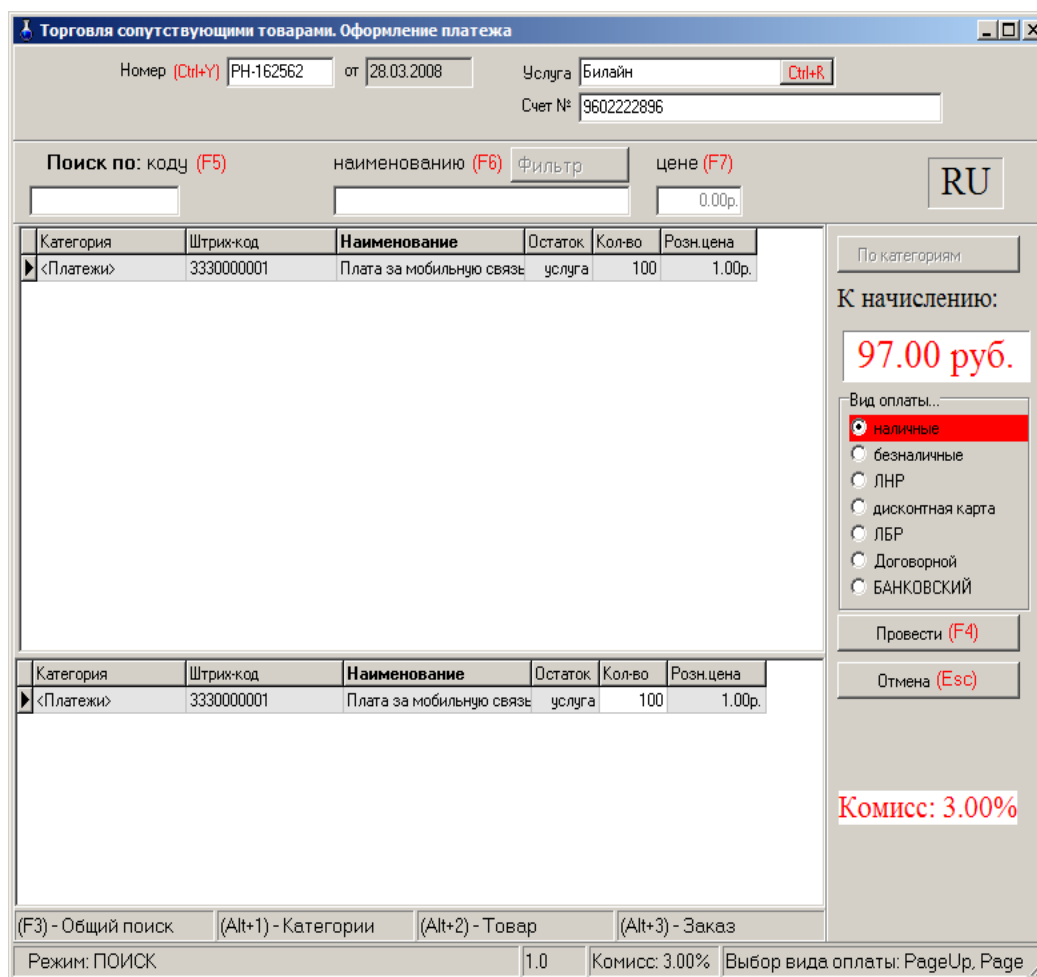 Торговля сопутствующими товарами. Оформление платежа
Номер (Ctrl+Y) РН-162562 от 28.03.2008 Услуга Билайн Ctrl+R
Счет № 9602222896
Поиск по: коду (F5) наименованию (F6) Фильтр цене (F7)
0.00р.
RU
Категория Штрих-код Наименование Остаток Кол-во Розн.цена
<Платежи> 3330000001 Плата за мобильную связь услуга 100 1.00р.
По категориям
К начислению:
97.00 руб.
Вид оплаты...
наличные
безналичные
ЛНР
дисконтная карта
ЛБР
Договорной
БАНКОВСКИЙ
Провести (F4)
Отмена (Esc)
Категория Штрих-код Наименование Остаток Кол-во Розн.цена
<Платежи> 3330000001 Плата за мобильную связь услуга 100 1.00р.
Комисс: 3.00%
(F3) - Общий поиск (Alt+1) - Категории (Alt+2) - Товар (Alt+3) - Заказ
Режим: ПОИСК 1.0 Комисс: 3.00% Выбор вида оплаты: PageUp, Page